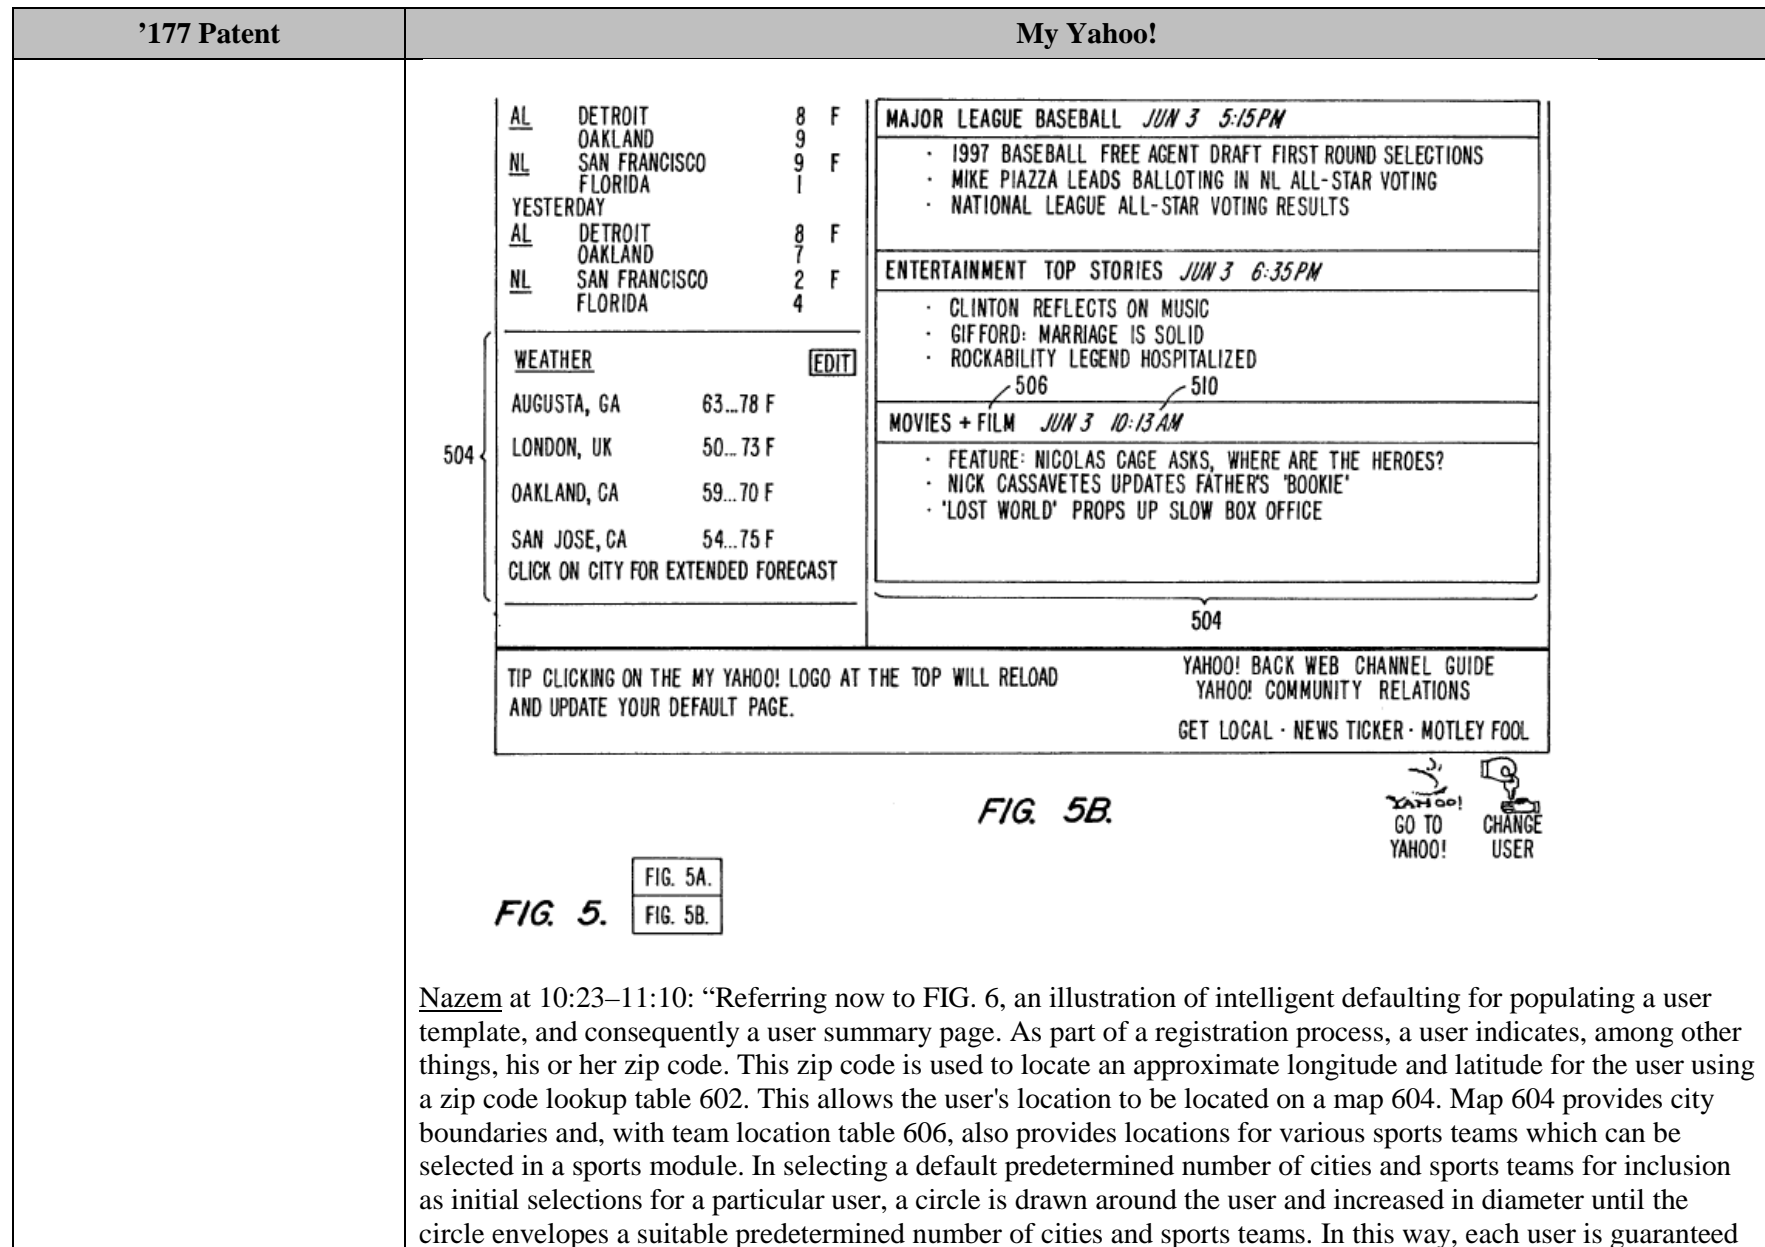 ’177 Patent
My Yahoo!
AL DETROIT 8 F
OAKLAND 9
NL SAN FRANCISCO 9 F
FLORIDA 1
YESTERDAY
AL DETROIT 8 F
OAKLAND 7
NL SAN FRANCISCO 2 F
FLORIDA 4
504
WEATHER EDIT
AUGUSTA, GA 63...78 F
LONDON, UK 50...73 F
OAKLAND, CA 59...70 F
SAN JOSE, CA 54...75 F
CLICK ON CITY FOR EXTENDED FORECAST
MAJOR LEAGUE BASEBALL JUN 3 5:15PM
· 1997 BASEBALL FREE AGENT DRAFT FIRST ROUND SELECTIONS
· MIKE PIAZZA LEADS BALLOTING IN NL ALL-STAR VOTING
· NATIONAL LEAGUE ALL-STAR VOTING RESULTS
ENTERTAINMENT TOP STORIES JUN 3 6:35PM
· CLINTON REFLECTS ON MUSIC
· GIFFORD: MARRIAGE IS SOLID
· ROCKABILITY LEGEND HOSPITALIZED
506 510
MOVIES + FILM JUN 3 10:13AM
· FEATURE: NICOLAS CAGE ASKS, WHERE ARE THE HEROES?
· NICK CASSAVETES UPDATES FATHER'S 'BOOKIE'
· 'LOST WORLD' PROPS UP SLOW BOX OFFICE
504
TIP CLICKING ON THE MY YAHOO! LOGO AT THE TOP WILL RELOAD
AND UPDATE YOUR DEFAULT PAGE.
YAHOO! BACK WEB CHANNEL GUIDE
YAHOO! COMMUNITY RELATIONS
GET LOCAL · NEWS TICKER · MOTLEY FOOL
FIG. 5B.
YAHOO!
GO TO
YAHOO!
CHANGE
USER
FIG. 5.
FIG. 5A.
FIG. 5B.
Nazem at 10:23–11:10: “Referring now to FIG. 6, an illustration of intelligent defaulting for populating a user
template, and consequently a user summary page. As part of a registration process, a user indicates, among other
things, his or her zip code. This zip code is used to locate an approximate longitude and latitude for the user using
a zip code lookup table 602. This allows the user's location to be located on a map 604. Map 604 provides city
boundaries and, with team location table 606, also provides locations for various sports teams which can be
selected in a sports module. In selecting a default predetermined number of cities and sports teams for inclusion
as initial selections for a particular user, a circle is drawn around the user and increased in diameter until the
circle envelopes a suitable predetermined number of cities and sports teams. In this way, each user is guaranteed